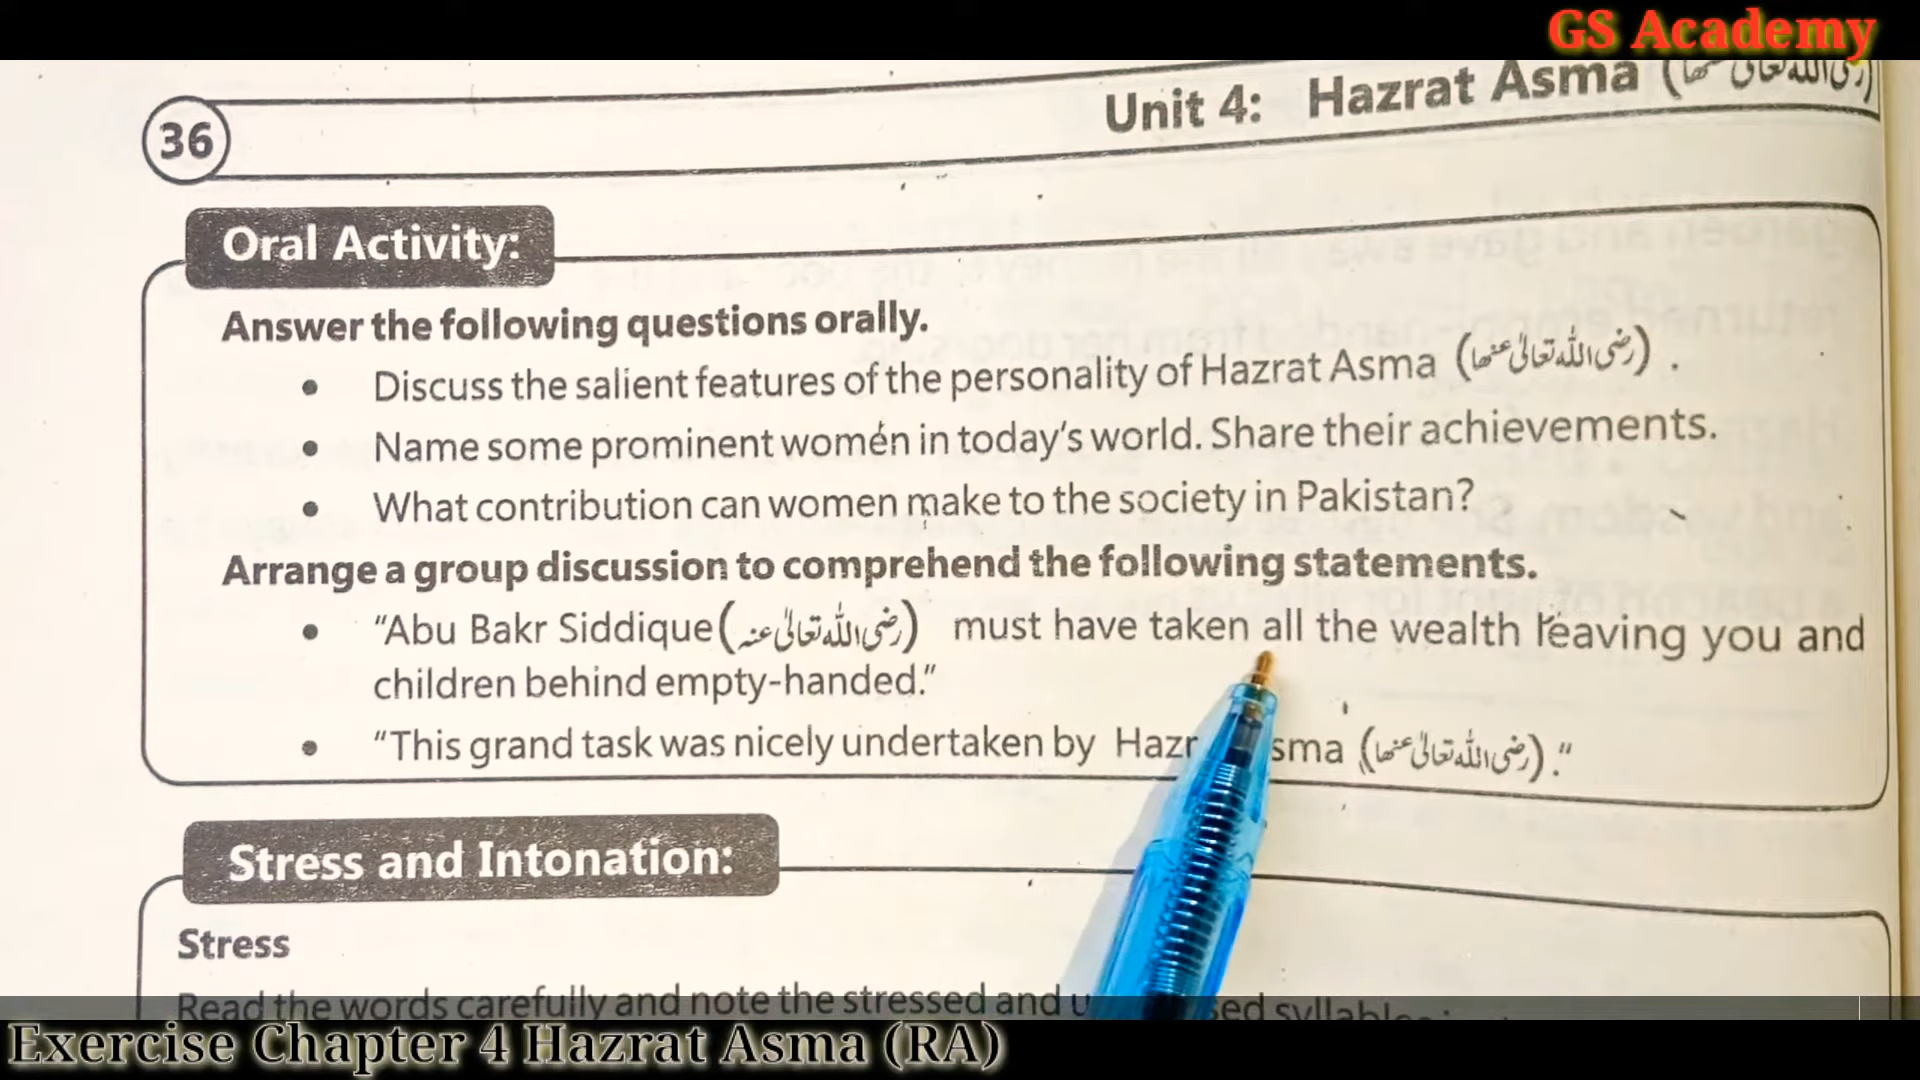 GS Academy
36
Unit 4: Hazrat Asma (رضی اللہ تعالیٰ عنھا)
Oral Activity:
Answer the following questions orally.
• Discuss the salient features of the personality of Hazrat Asma (رضی اللہ تعالیٰ عنھا) .
• Name some prominent women in today's world. Share their achievements.
• What contribution can women make to the society in Pakistan?
Arrange a group discussion to comprehend the following statements.
• “Abu Bakr Siddique (رضی اللہ تعالیٰ عنہ) must have taken all the wealth leaving you and
children behind empty-handed.”
• “This grand task was nicely undertaken by (رضی اللہ تعالیٰ عنھا).”
Stress and Intonation:
Stress
Read the words carefully and note the stressed and
Exercise Chapter 4 Hazrat Asma (RA)